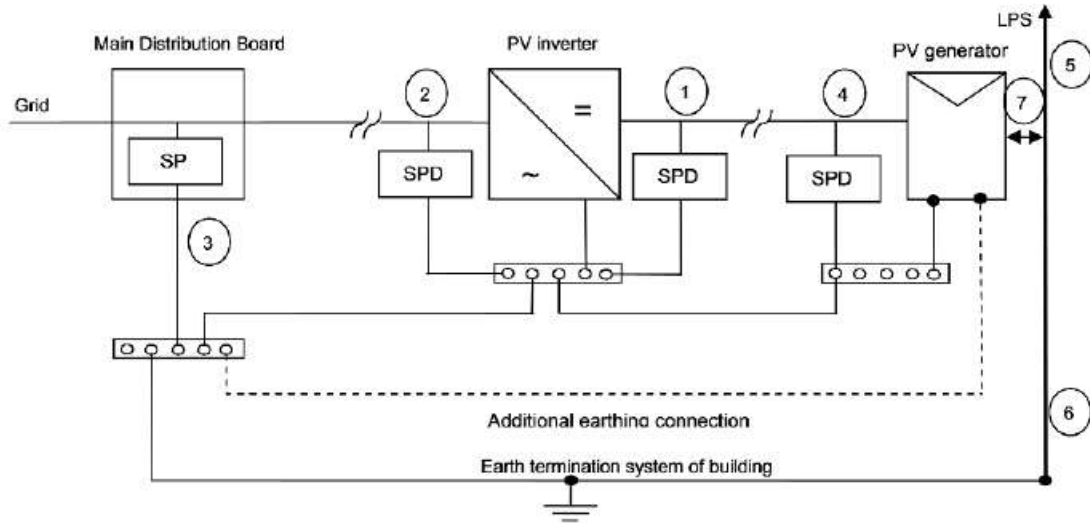 LPS
Main Distribution Board
PV inverter
PV generator
5
2
1
4
7
Grid
=
SP
SPD
~
SPD
SPD
3
Additional earthing connection
6
Earth termination system of building